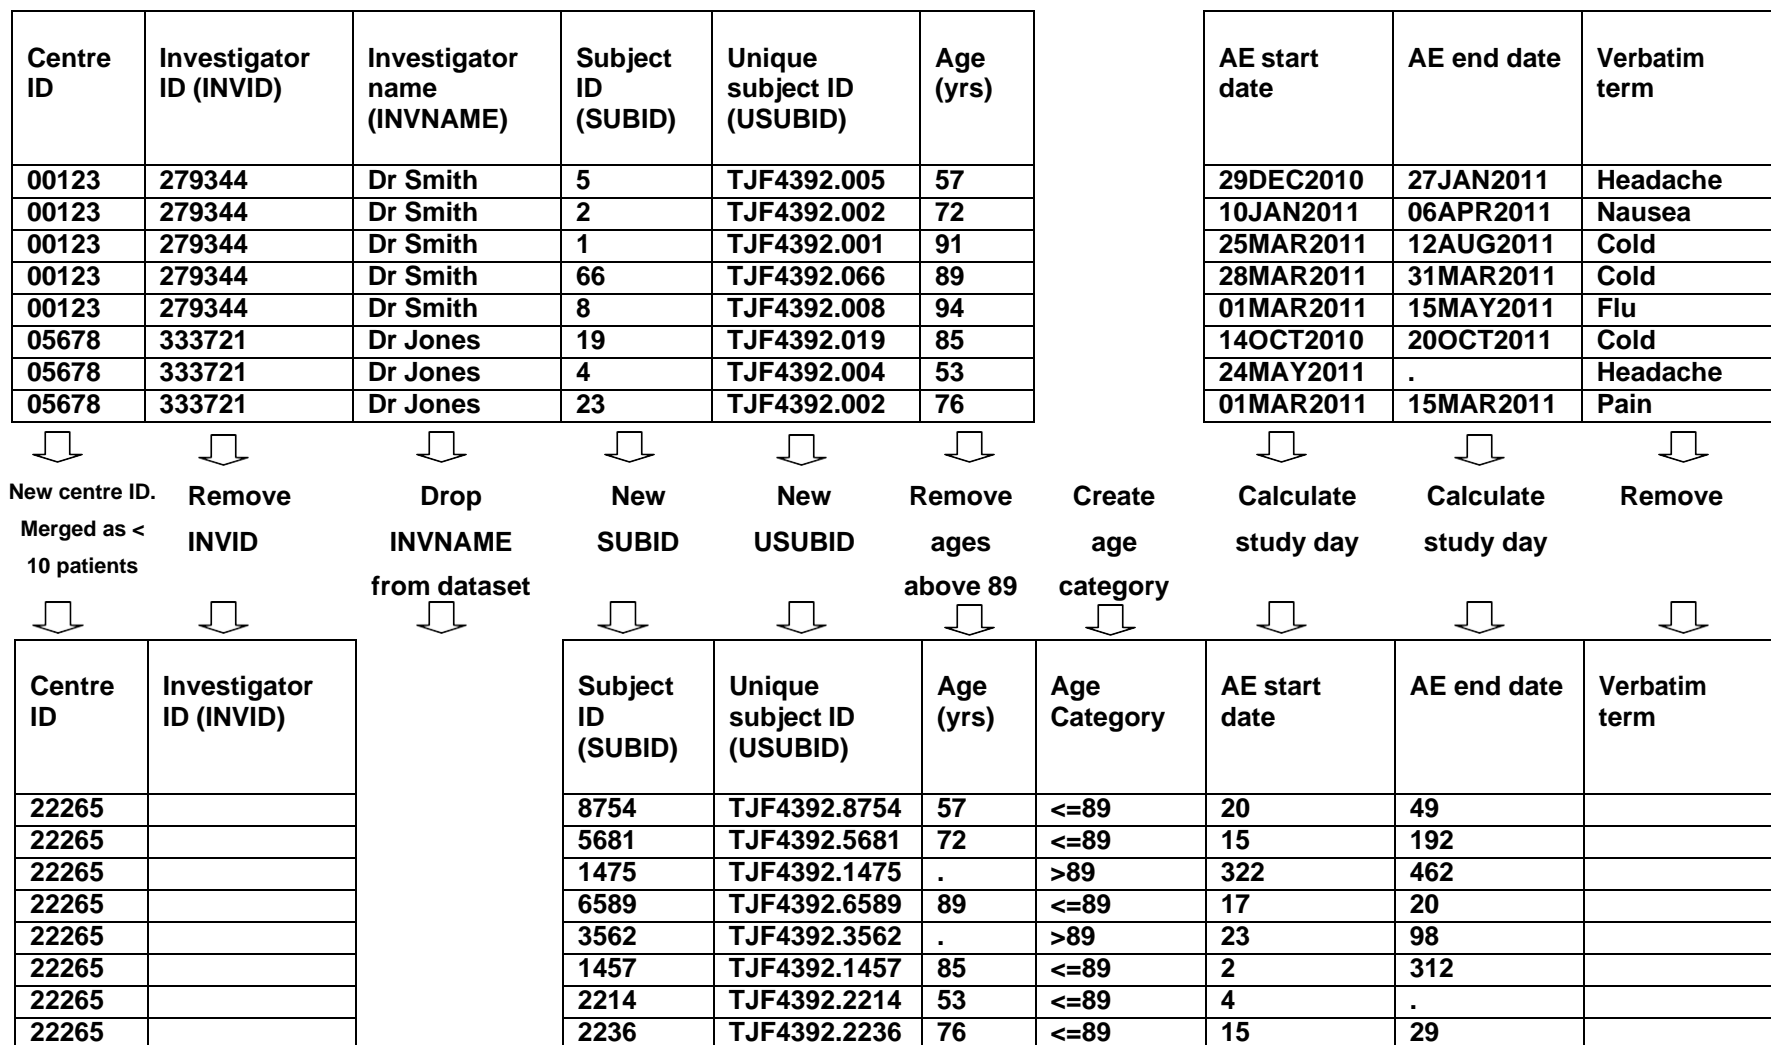 Centre ID | Investigator ID (INVID) | Investigator name (INVNAME) | Subject ID (SUBID) | Unique subject ID (USUBID) | Age (yrs) | AE start date | AE end date | Verbatim term
00123 | 279344 | Dr Smith | 5 | TJF4392.005 | 57 | 29DEC2010 | 27JAN2011 | Headache
00123 | 279344 | Dr Smith | 2 | TJF4392.002 | 72 | 10JAN2011 | 06APR2011 | Nausea
00123 | 279344 | Dr Smith | 1 | TJF4392.001 | 91 | 25MAR2011 | 12AUG2011 | Cold
00123 | 279344 | Dr Smith | 66 | TJF4392.066 | 89 | 28MAR2011 | 31MAR2011 | Cold
00123 | 279344 | Dr Smith | 8 | TJF4392.008 | 94 | 01MAR2011 | 15MAY2011 | Flu
05678 | 333721 | Dr Jones | 19 | TJF4392.019 | 85 | 14OCT2010 | 20OCT2011 | Cold
05678 | 333721 | Dr Jones | 4 | TJF4392.004 | 53 | 24MAY2011 | . | Headache
05678 | 333721 | Dr Jones | 23 | TJF4392.002 | 76 | 01MAR2011 | 15MAR2011 | Pain
New centre ID. Merged as < 10 patients | Remove INVID | Drop INVNAME from dataset | New SUBID | New USUBID | Remove ages above 89 | Create age category | Calculate study day | Calculate study day | Remove
Centre ID | Investigator ID (INVID) | Subject ID (SUBID) | Unique subject ID (USUBID) | Age (yrs) | Age Category | AE start date | AE end date | Verbatim term
22265 | 8754 | TJF4392.8754 | 57 | <=89 | 20 | 49
22265 | 5681 | TJF4392.5681 | 72 | <=89 | 15 | 192
22265 | 1475 | TJF4392.1475 | . | >89 | 322 | 462
22265 | 6589 | TJF4392.6589 | 89 | <=89 | 17 | 20
22265 | 3562 | TJF4392.3562 | . | >89 | 23 | 98
22265 | 1457 | TJF4392.1457 | 85 | <=89 | 2 | 312
22265 | 2214 | TJF4392.2214 | 53 | <=89 | 4 | .
22265 | 2236 | TJF4392.2236 | 76 | <=89 | 15 | 29